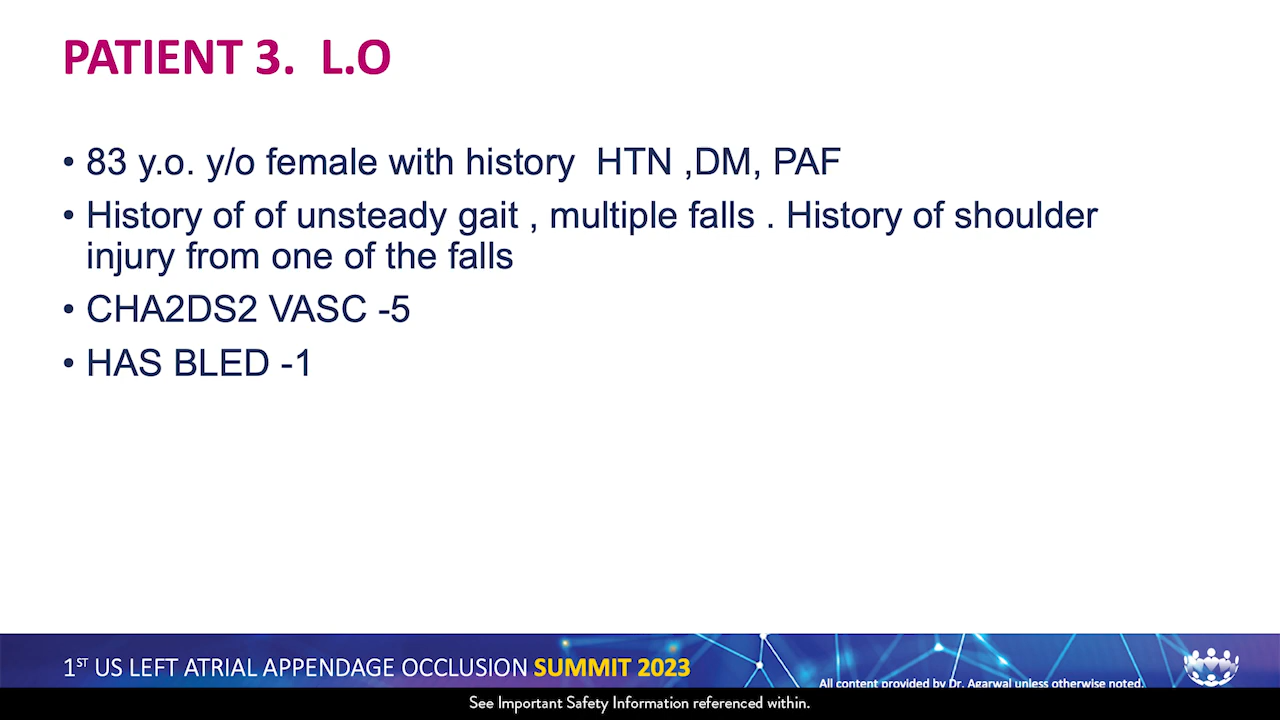 PATIENT 3. L.O
• 83 y.o. y/o female with history HTN ,DM, PAF
• History of of unsteady gait , multiple falls . History of shoulder
injury from one of the falls
• CHA2DS2 VASC -5
• HAS BLED -1
1ST US LEFT ATRIAL APPENDAGE OCCLUSION SUMMIT 2023
All content provided by Dr. Agarwal unless otherwise noted.
See Important Safety Information referenced within.